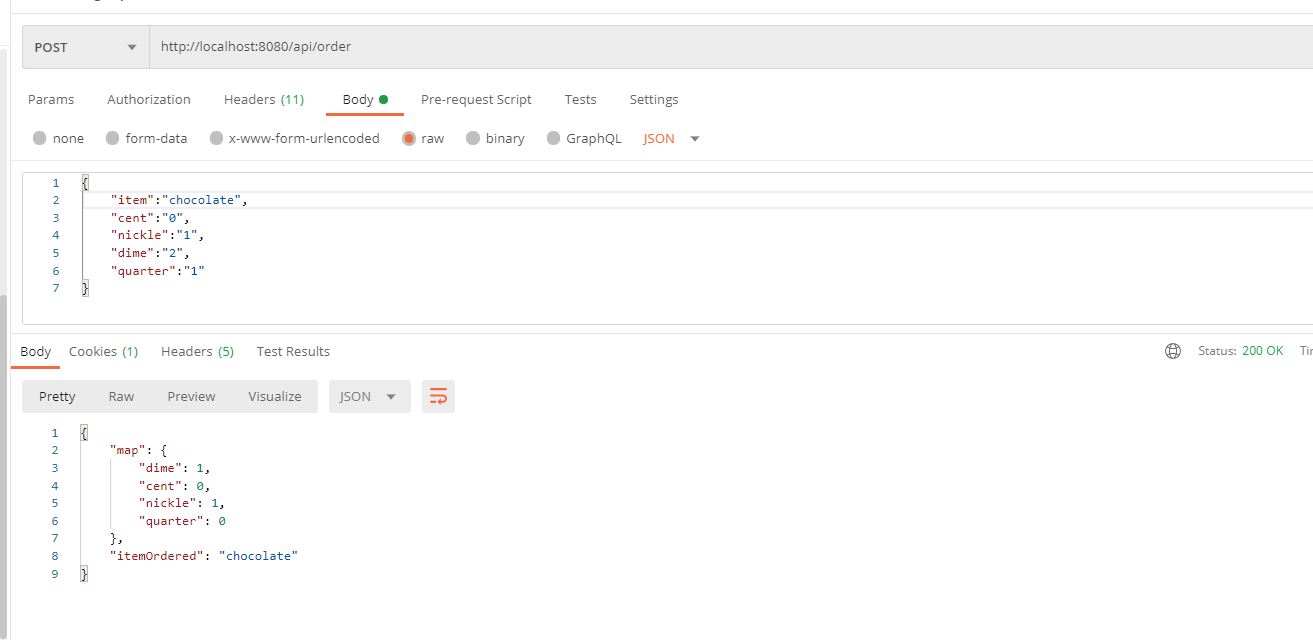 POST http://localhost:8080/api/order
Params Authorization Headers (11) Body Pre-request Script Tests Settings
none form-data x-www-form-urlencoded raw binary GraphQL JSON
1 {
2 "item":"chocolate",
3 "cent":"0",
4 "nickle":"1",
5 "dime":"2",
6 "quarter":"1"
7 }
Body Cookies (1) Headers (5) Test Results Status: 200 OK
Pretty Raw Preview Visualize JSON
1 {
2 "map": {
3 "dime": 1,
4 "cent": 0,
5 "nickle": 1,
6 "quarter": 0
7 },
8 "itemOrdered": "chocolate"
9 }